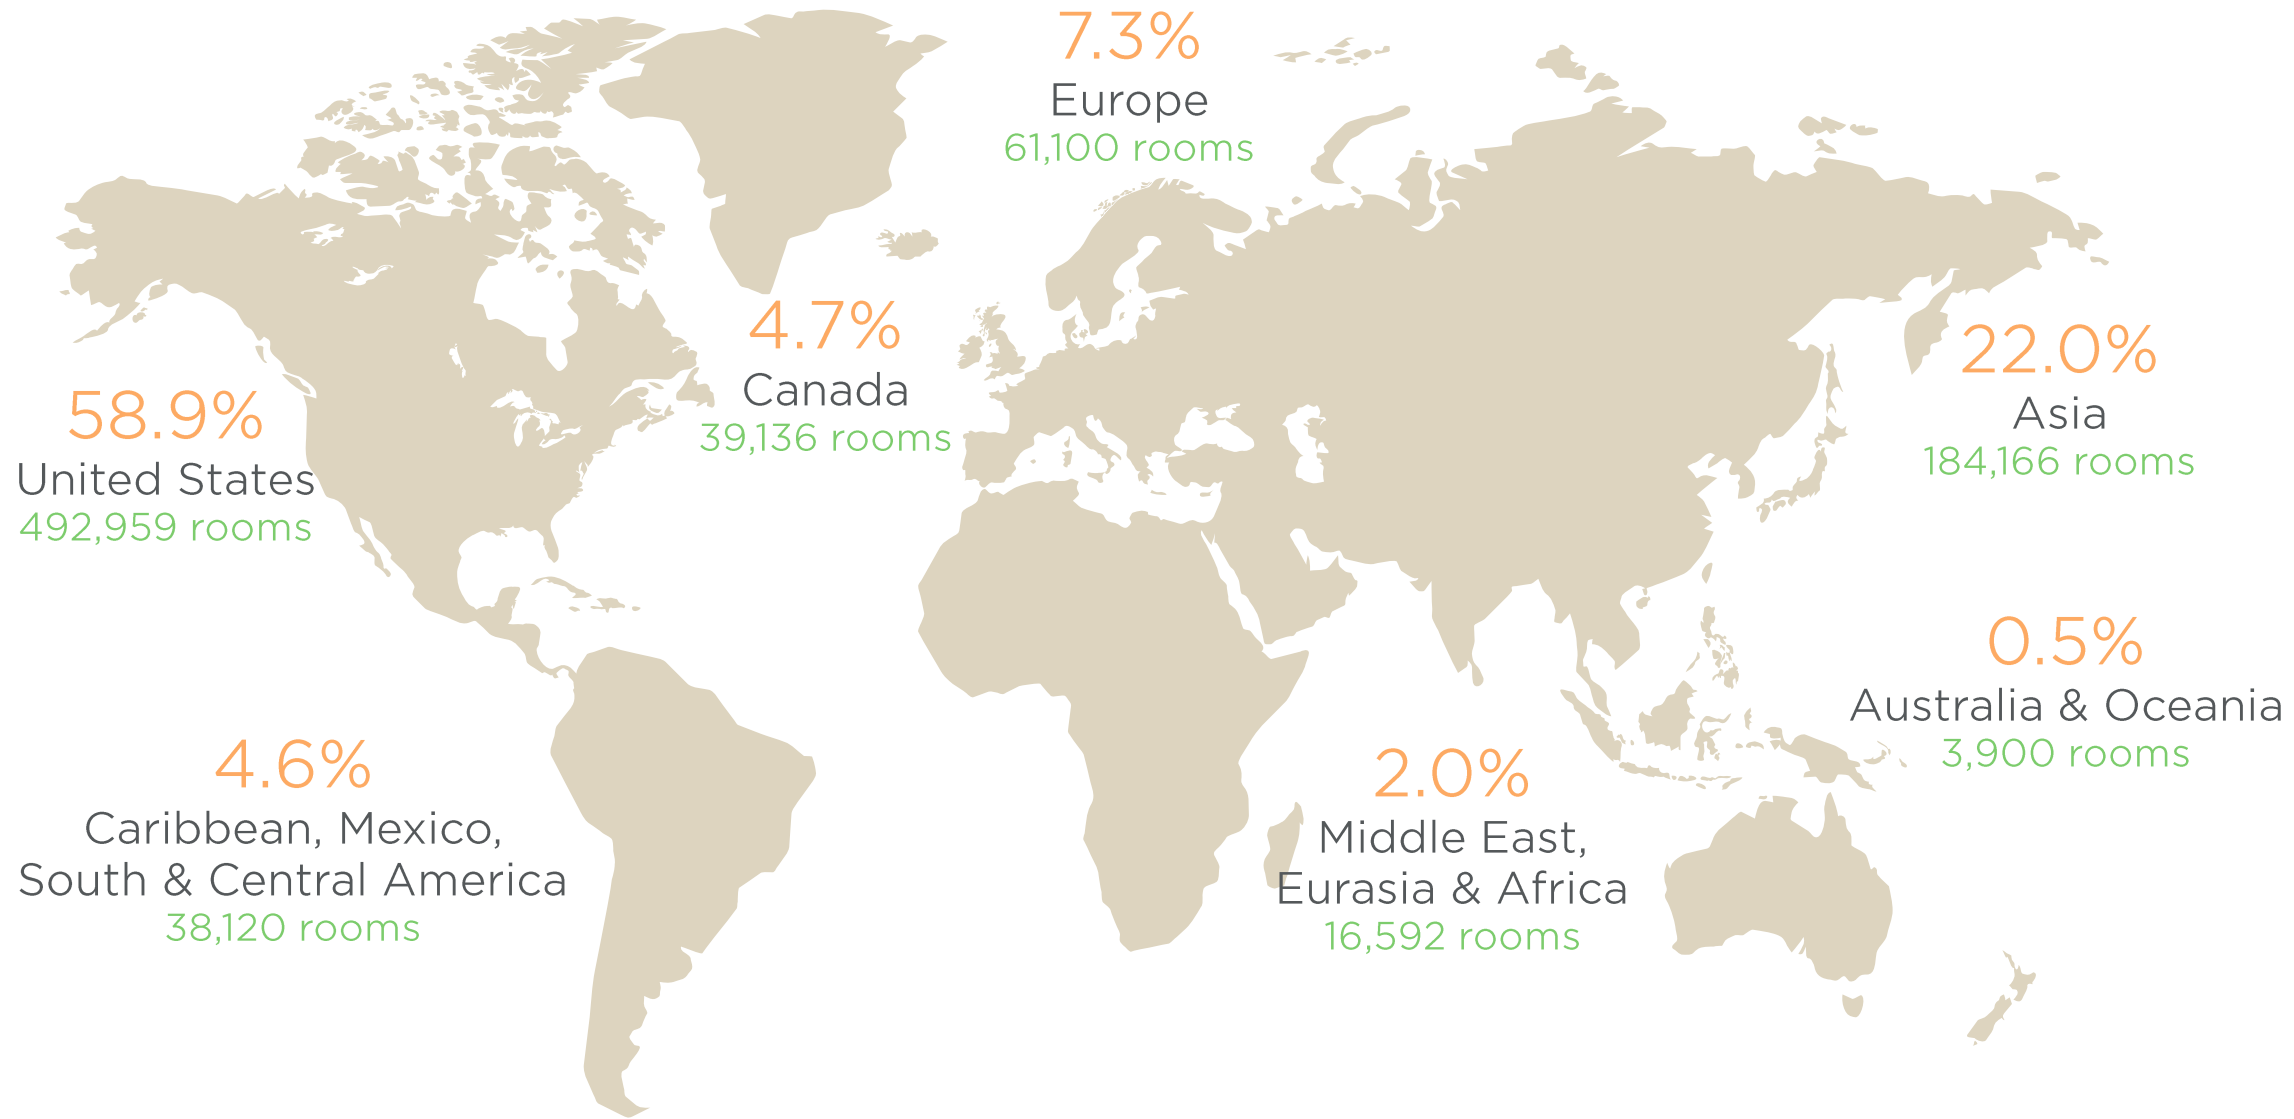 7.3%
Europe
61,100 rooms
4.7%
Canada
39,136 rooms
22.0%
Asia
184,166 rooms
58.9%
United States
492,959 rooms
0.5%
Australia & Oceania
3,900 rooms
4.6%
Caribbean, Mexico,
South & Central America
38,120 rooms
2.0%
Middle East,
Eurasia & Africa
16,592 rooms